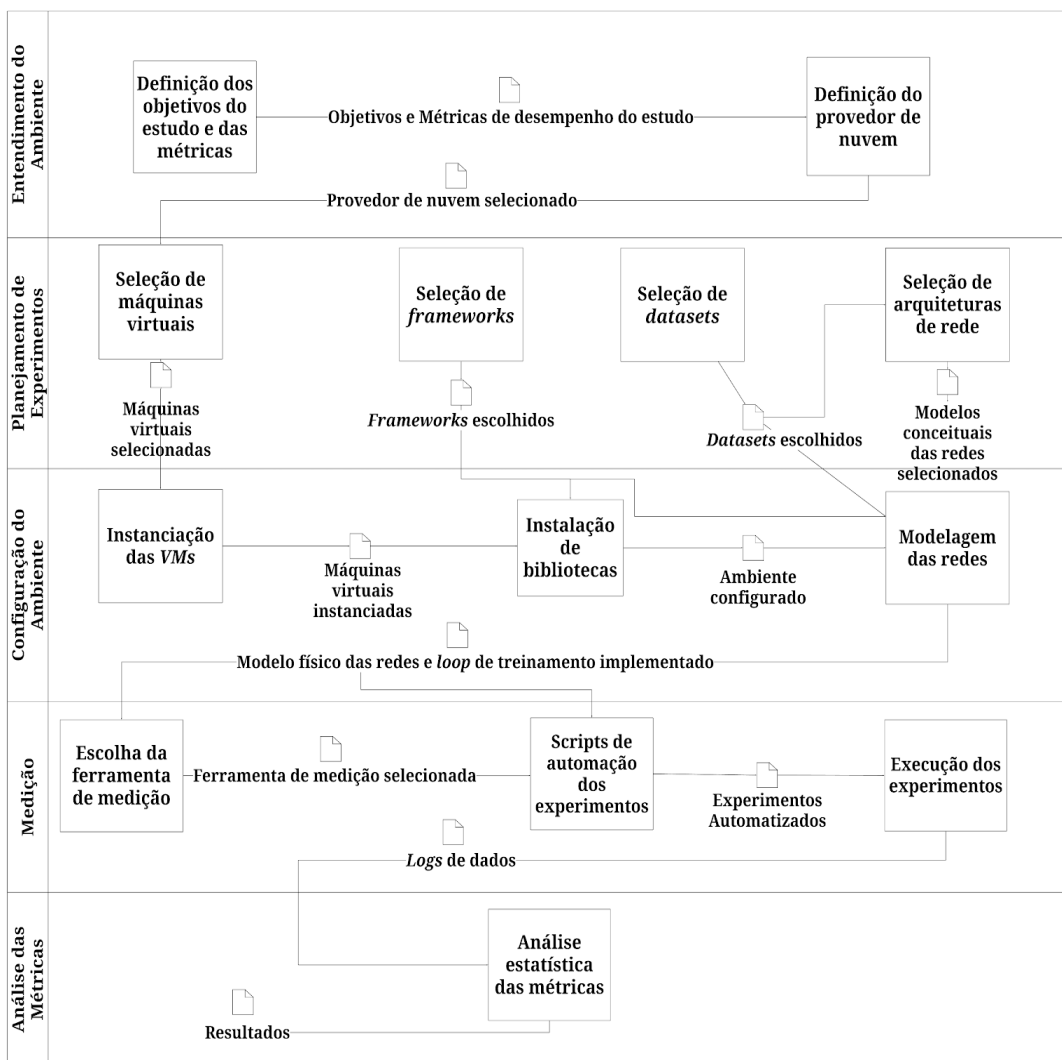 Entendimento do
Ambiente
Definição dos
objetivos do
estudo e das
métricas
Objetivos e Métricas de desempenho do estudo
Definição do
provedor de
nuvem
Provedor de nuvem selecionado
Planejamento de
Experimentos
Seleção de
máquinas
virtuais
Seleção de
frameworks
Seleção de
datasets
Seleção de
arquiteturas
de rede
Máquinas
virtuais
selecionadas
Frameworks escolhidos
Datasets escolhidos
Modelos
conceituais
das redes
selecionados
Configuração do
Ambiente
Instanciação
das VMs
Máquinas
virtuais
instanciadas
Instalação
de
bibliotecas
Ambiente
configurado
Modelagem
das redes
Modelo físico das redes e loop de treinamento implementado
Medição
Escolha da
ferramenta
de medição
Ferramenta de medição selecionada
Scripts de
automação
dos
experimentos
Experimentos
Automatizados
Execução dos
experimentos
Logs de dados
Análise das
Métricas
Análise
estatística
das métricas
Resultados